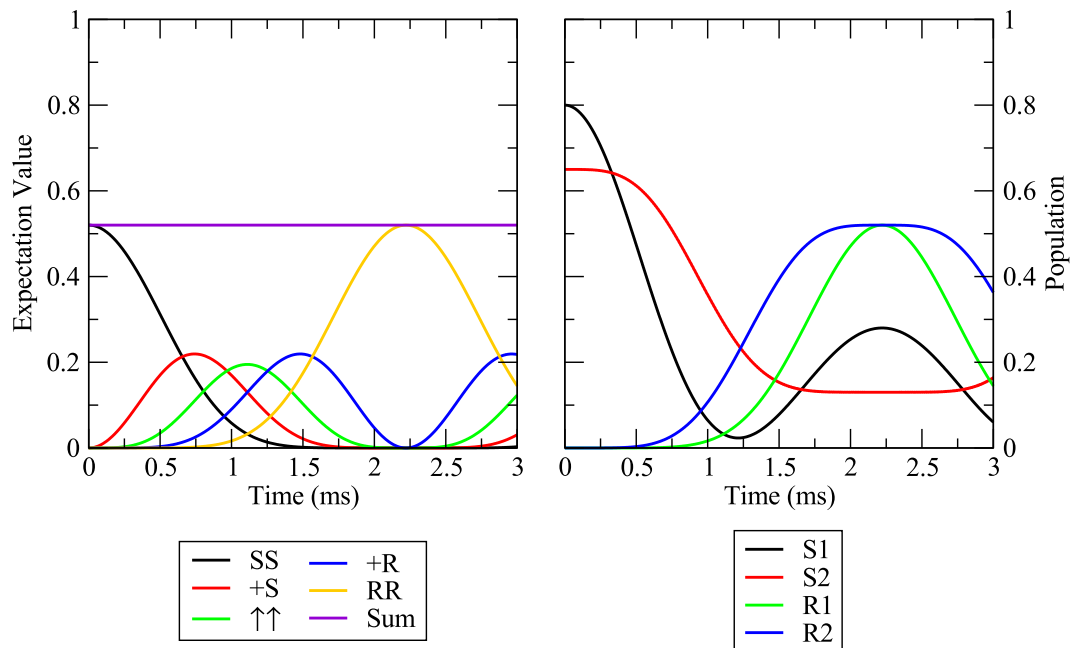 1
0.8
0.6
0.4
0.2
0
Expectation Value
0 0.5 1 1.5 2 2.5 3
Time (ms)
SS
+S
↑↑
+R
RR
Sum
1
0.8
0.6
0.4
0.2
0
Population
0 0.5 1 1.5 2 2.5 3
Time (ms)
S1
S2
R1
R2